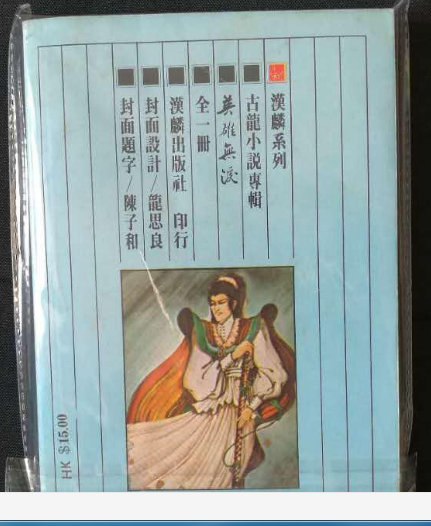 漢麟系列
古龍小説專輯
英雄無淚
全一冊
漢麟出版社 印行
封面設計/龍思良
封面題字/陳子和
HK $15.00